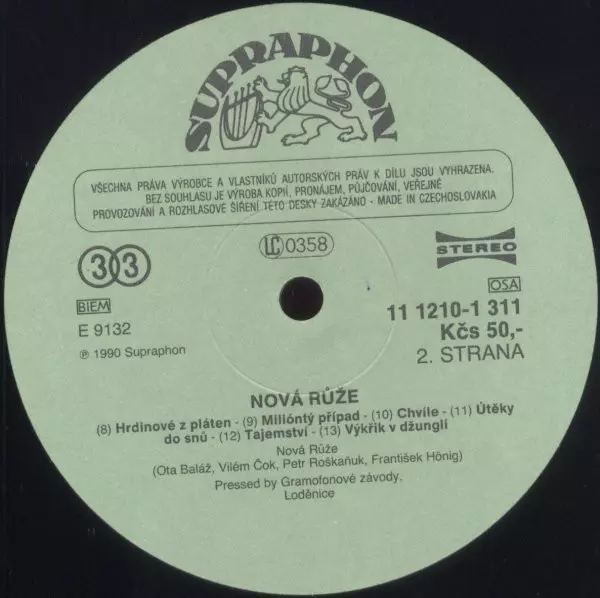 SUPRAPHON
VŠECHNA PRÁVA VÝROBCE A VLASTNÍKŮ AUTORSKÝCH PRÁV K DÍLU JSOU VYHRAZENA.
BEZ SOUHLASU JE VÝROBA KOPIÍ, PRONÁJEM, PŮJČOVÁNÍ, VEŘEJNÉ
PROVOZOVÁNÍ A ROZHLASOVÉ ŠÍŘENÍ TÉTO DESKY ZAKÁZÁNO - MADE IN CZECHOSLOVAKIA
33
LC 0358
STEREO
BIEM
OSA
E 9132
11 1210-1 311
Kčs 50,-
℗ 1990 Supraphon
2. STRANA
NOVÁ RŮŽE
(8) Hrdinové z pláten - (9) Milióntý případ - (10) Chvíle - (11) Útěky
do snů - (12) Tajemství - (13) Výkřik v džungli
Nová Růže
(Ota Baláž, Vilém Čok, Petr Roškaňuk, František Hönig)
Pressed by Gramofonové závody,
Loděnice